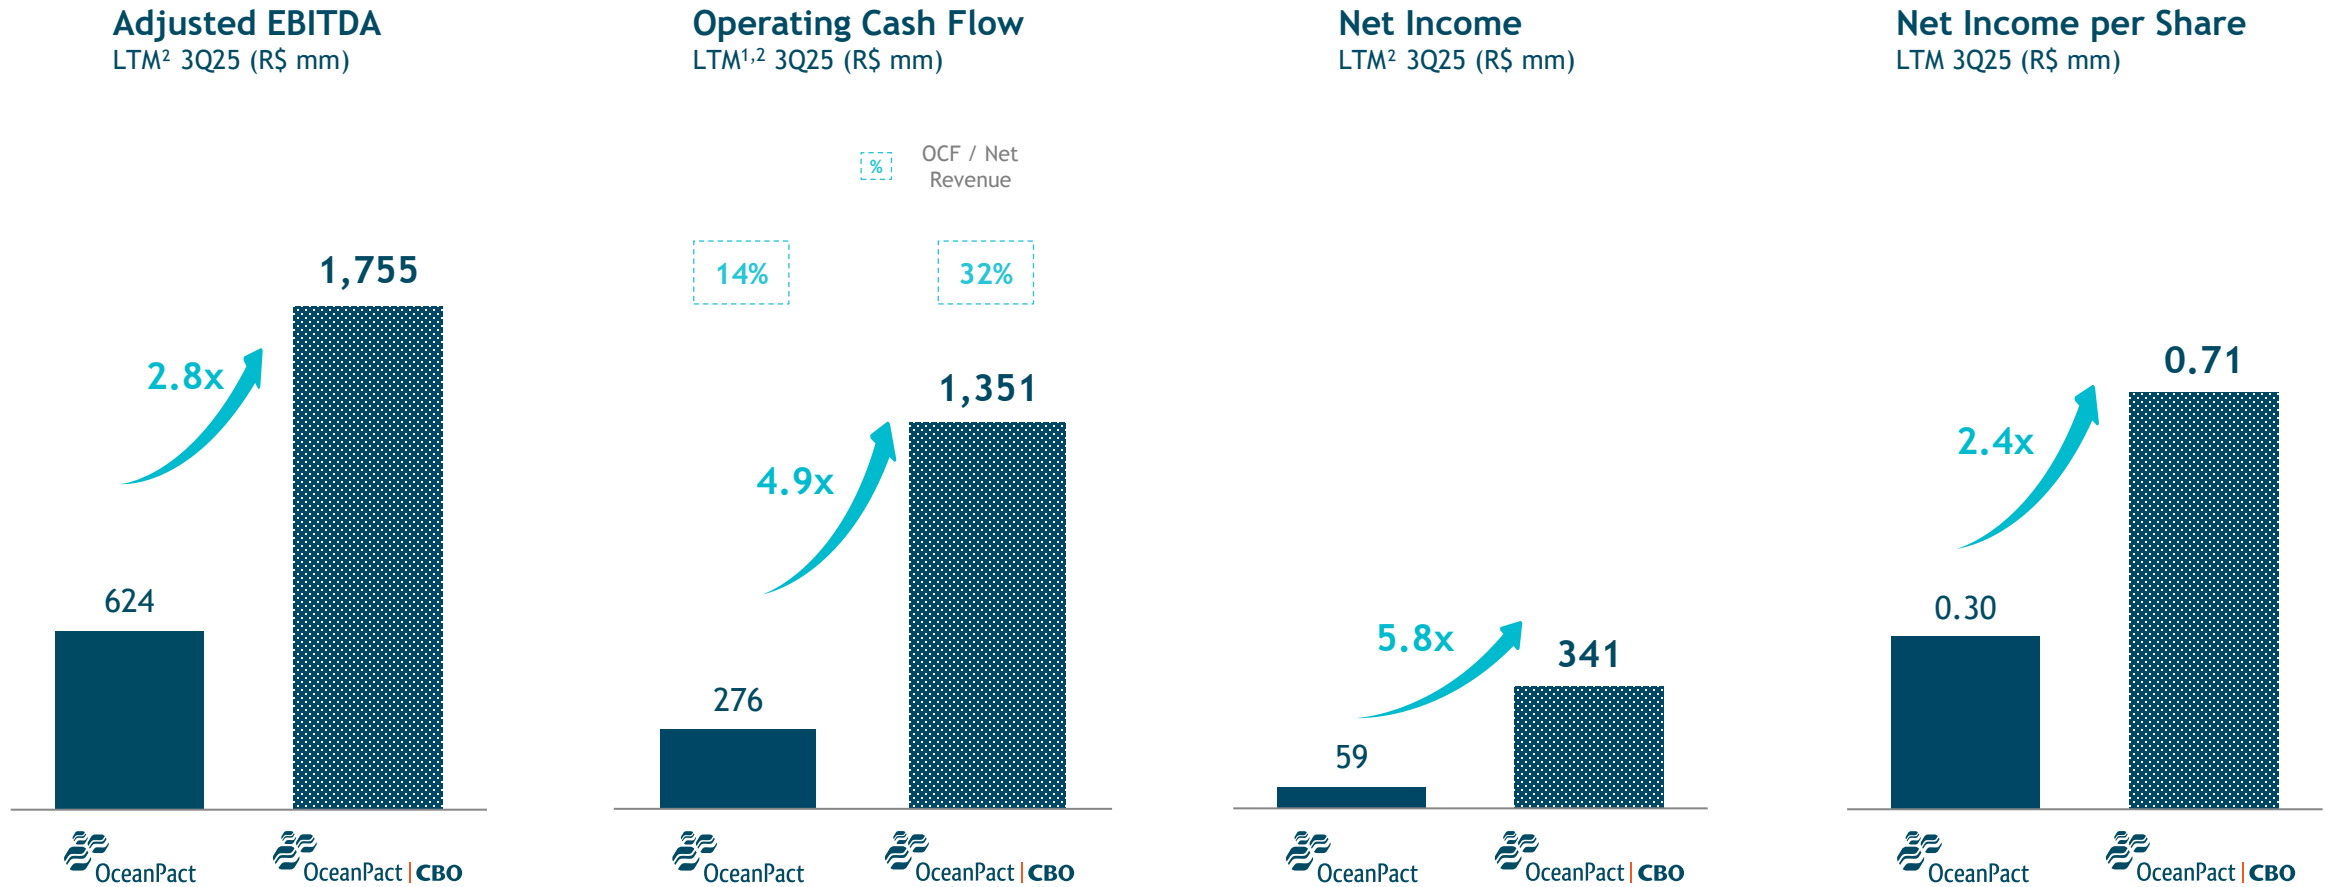 Adjusted EBITDA
LTM² 3Q25 (R$ mm)
1,755
2.8x
624
OceanPact
OceanPact | CBO
Operating Cash Flow
LTM¹,² 3Q25 (R$ mm)
% OCF / Net
Revenue
14%
32%
1,351
4.9x
276
OceanPact
OceanPact | CBO
Net Income
LTM² 3Q25 (R$ mm)
5.8x
341
59
OceanPact
OceanPact | CBO
Net Income per Share
LTM 3Q25 (R$ mm)
0.71
2.4x
0.30
OceanPact
OceanPact | CBO